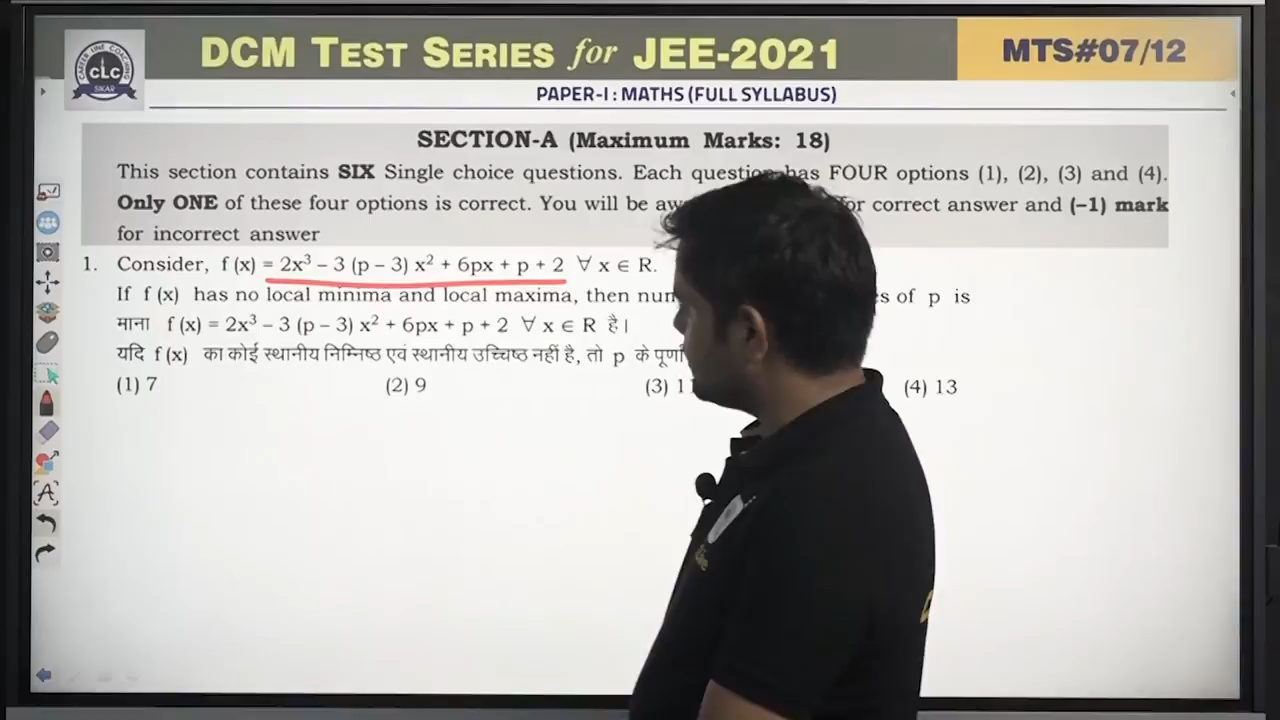 DCM TEST SERIES for JEE-2021
MTS#07/12
CAREER LINE COACHING
CLC
SIKAR
PAPER-I : MATHS (FULL SYLLABUS)
SECTION-A (Maximum Marks: 18)
This section contains SIX Single choice questions. Each question has FOUR options (1), (2), (3) and (4).
Only ONE of these four options is correct. You will be for correct answer and (–1) mark
for incorrect answer
1. Consider, f (x) = 2x³ – 3 (p – 3) x² + 6px + p + 2 ∀ x ∈ R.
If f (x) has no local minima and local maxima, then of p is
माना f (x) = 2x³ – 3 (p – 3) x² + 6px + p + 2 ∀ x ∈ R है।
यदि f (x) का कोई स्थानीय निम्निष्ठ एवं स्थानीय उच्चिष्ठ नहीं है, तो p के
(1) 7 (2) 9 (3) (4) 13